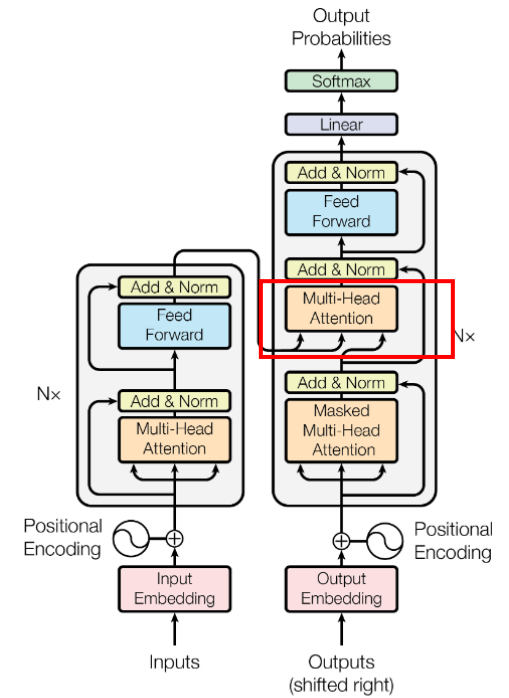 Output
Probabilities
Softmax
Linear
Add & Norm
Feed
Forward
Add & Norm
Multi-Head
Attention
Nx
Add & Norm
Masked
Multi-Head
Attention
Add & Norm
Feed
Forward
Nx
Add & Norm
Multi-Head
Attention
Positional
Encoding
Positional
Encoding
Input
Embedding
Output
Embedding
Inputs
Outputs
(shifted right)